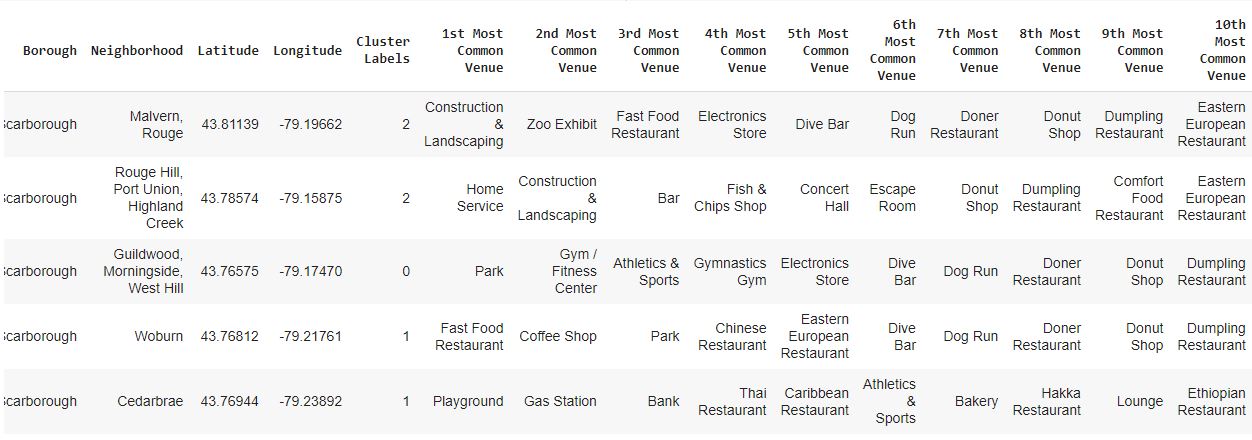 Borough
Neighborhood
Latitude
Longitude
Cluster
Labels
1st Most
Common
Venue
2nd Most
Common
Venue
3rd Most
Common
Venue
4th Most
Common
Venue
5th Most
Common
Venue
6th
Most
Common
Venue
7th Most
Common
Venue
8th Most
Common
Venue
9th Most
Common
Venue
10th
Most
Common
Venue
Scarborough
Malvern,
Rouge
43.81139
-79.19662
2
Construction
&
Landscaping
Zoo Exhibit
Fast Food
Restaurant
Electronics
Store
Dive Bar
Dog
Run
Doner
Restaurant
Donut
Shop
Dumpling
Restaurant
Eastern
European
Restaurant
Scarborough
Rouge Hill,
Port Union,
Highland
Creek
43.78574
-79.15875
2
Home
Service
Construction
&
Landscaping
Bar
Fish &
Chips Shop
Concert
Hall
Escape
Room
Donut
Shop
Dumpling
Restaurant
Comfort
Food
Restaurant
Eastern
European
Restaurant
Scarborough
Guildwood,
Morningside,
West Hill
43.76575
-79.17470
0
Park
Gym /
Fitness
Center
Athletics &
Sports
Gymnastics
Gym
Electronics
Store
Dive
Bar
Dog Run
Doner
Restaurant
Donut
Shop
Dumpling
Restaurant
Scarborough
Woburn
43.76812
-79.21761
1
Fast Food
Restaurant
Coffee Shop
Park
Chinese
Restaurant
Eastern
European
Restaurant
Dive
Bar
Dog Run
Doner
Restaurant
Donut
Shop
Dumpling
Restaurant
Scarborough
Cedarbrae
43.76944
-79.23892
1
Playground
Gas Station
Bank
Thai
Restaurant
Caribbean
Restaurant
Athletics
&
Sports
Bakery
Hakka
Restaurant
Lounge
Ethiopian
Restaurant